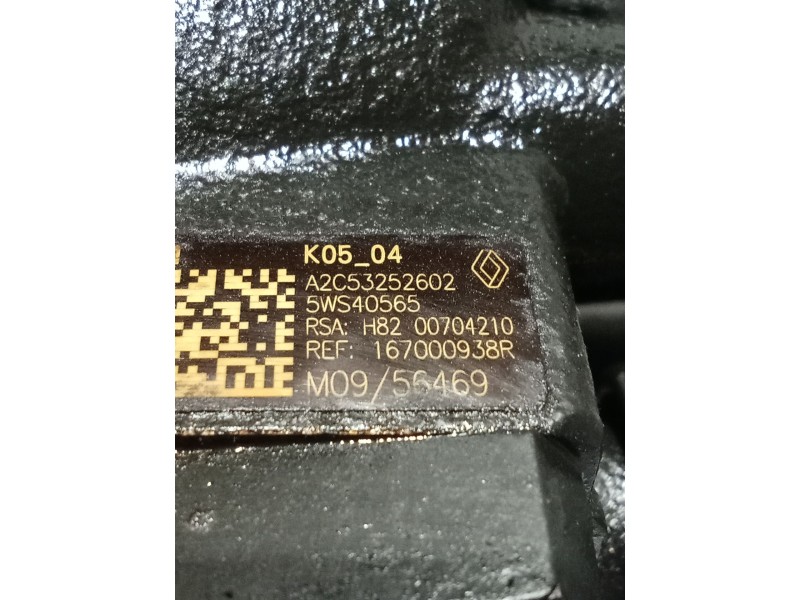 K05_04
A2C53252602
5WS40565
RSA: H82 00704210
REF: 167000938R
M09/56469